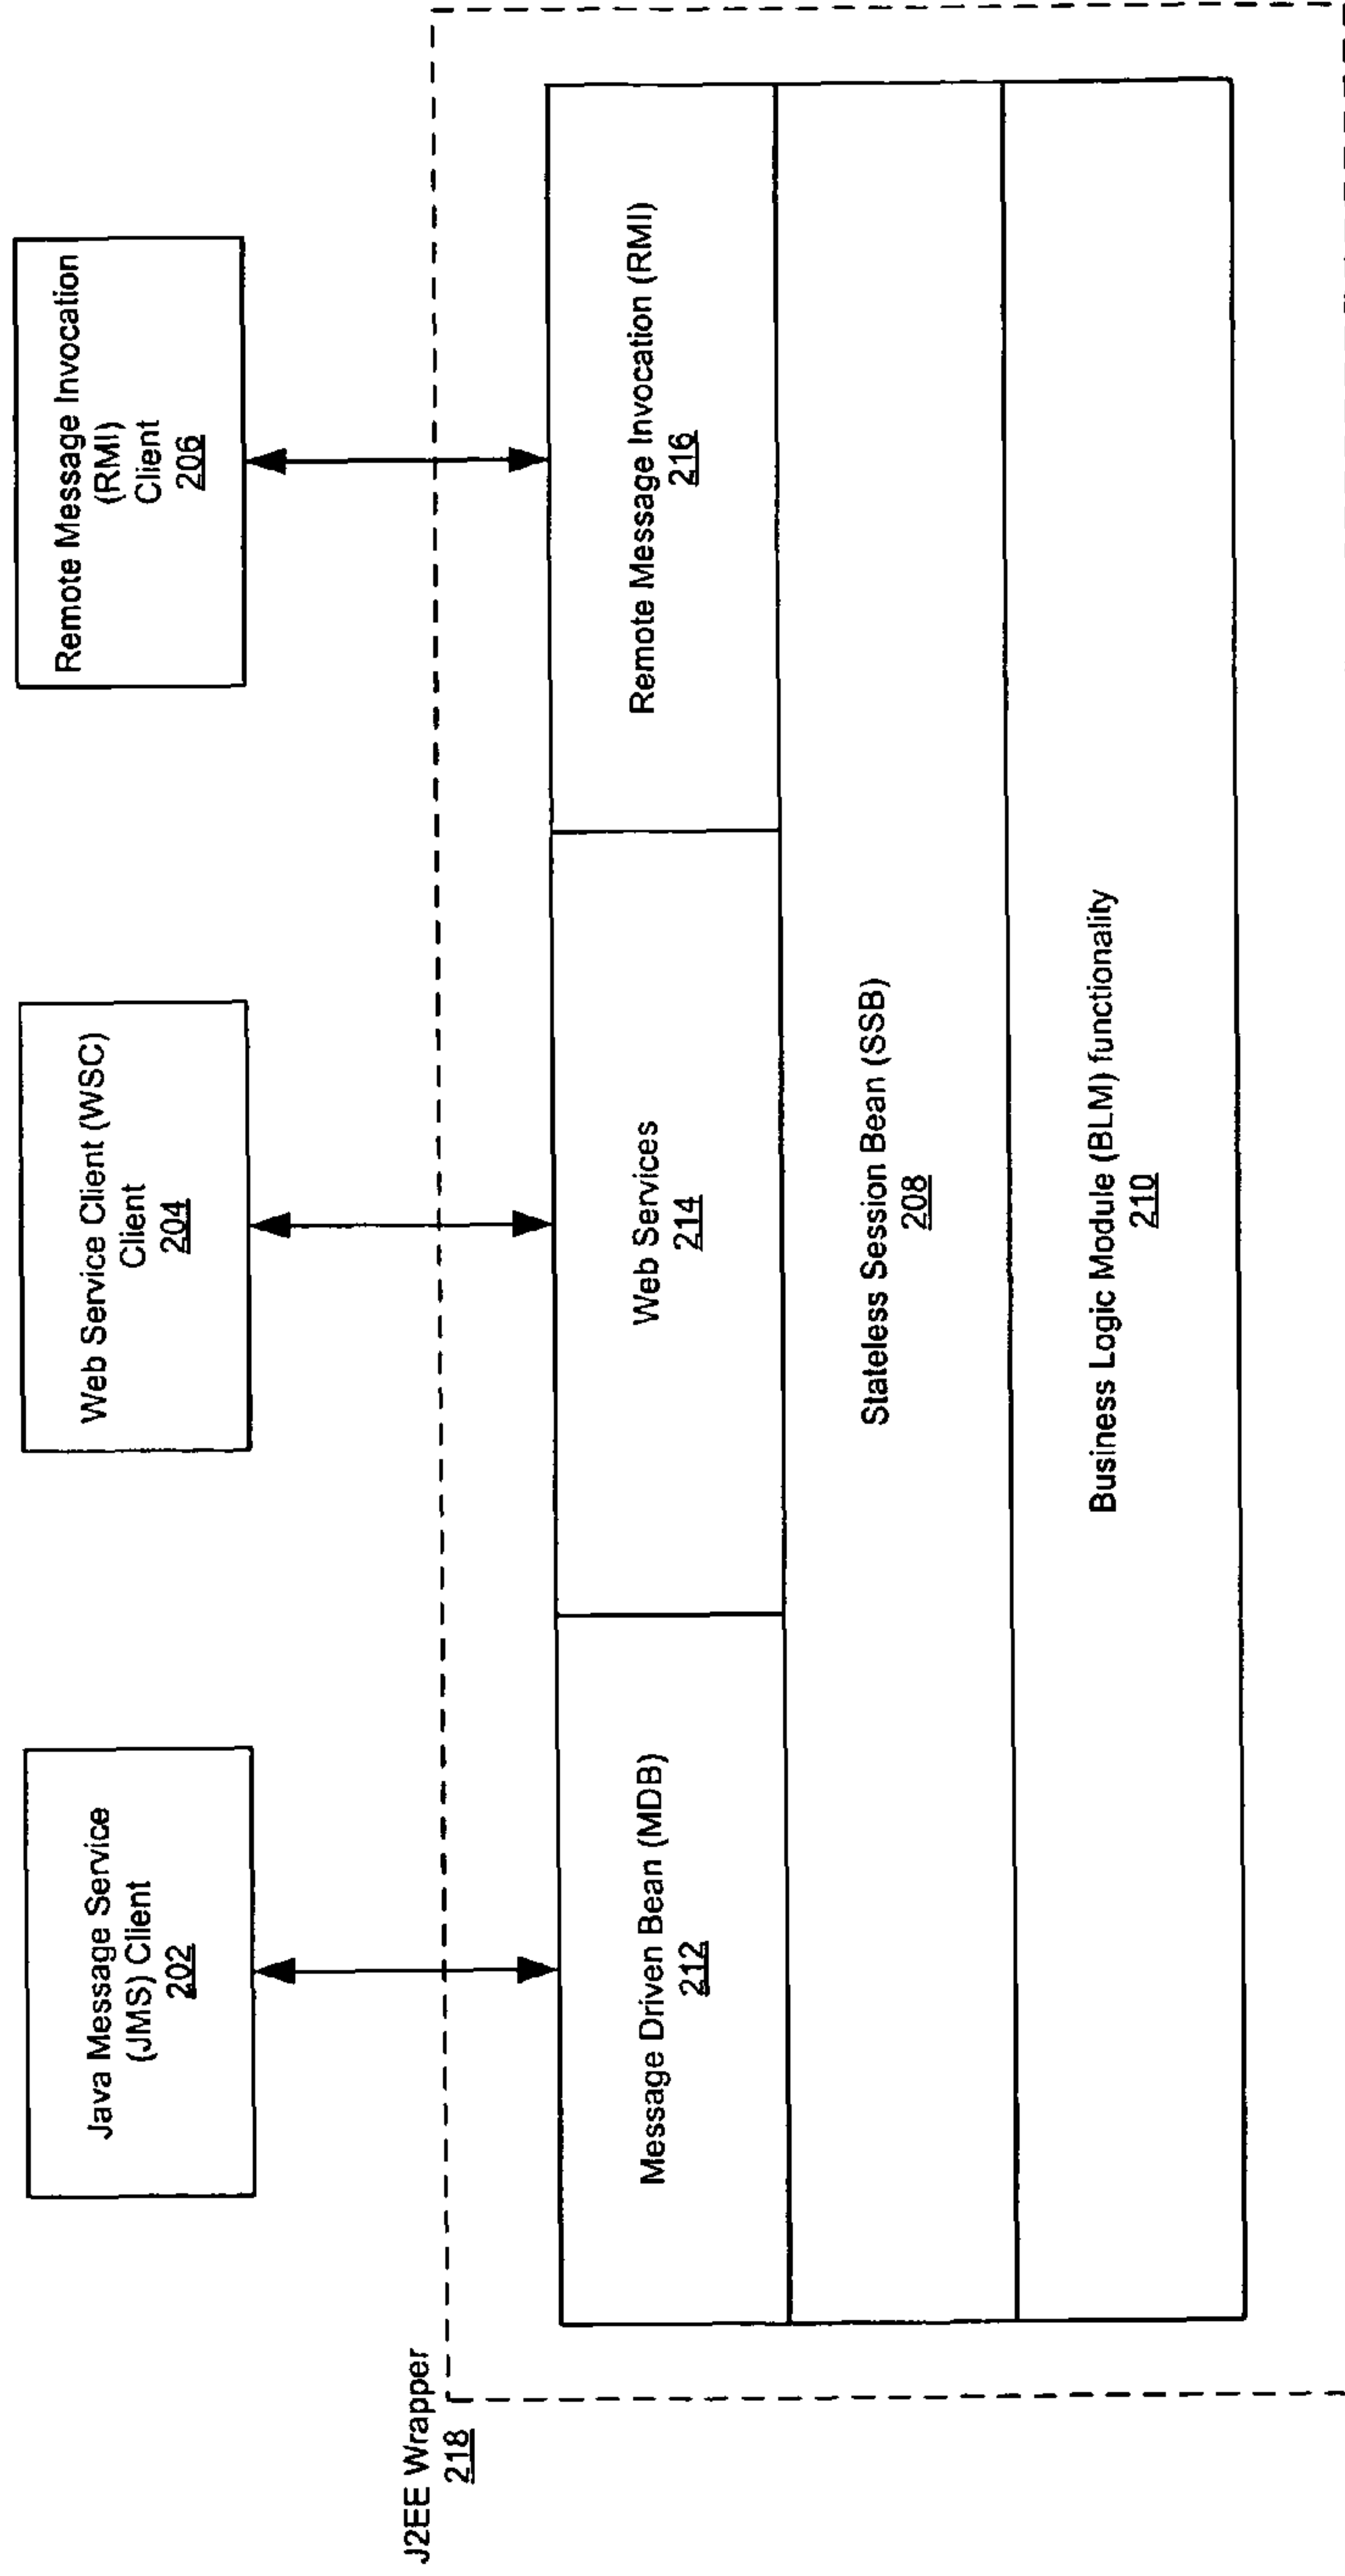 Java Message Service
(JMS) Client
202
Web Service Client (WSC)
Client
204
Remote Message Invocation
(RMI)
Client
206
J2EE Wrapper
218
Message Driven Bean (MDB)
212
Web Services
214
Remote Message Invocation (RMI)
216
Stateless Session Bean (SSB)
208
Business Logic Module (BLM) functionality
210